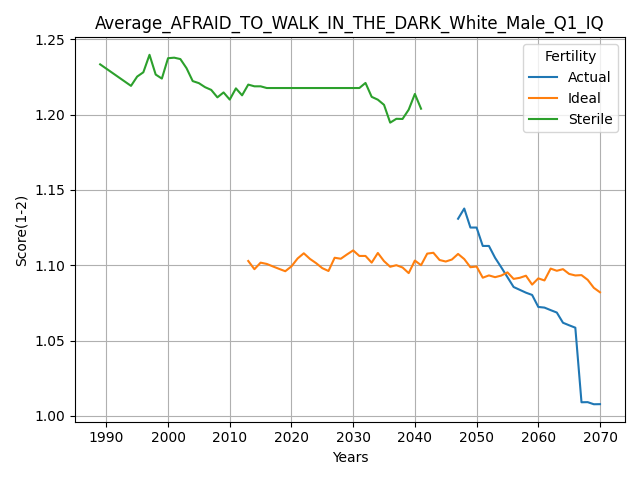 Average_AFRAID_TO_WALK_IN_THE_DARK_White_Male_Q1_IQ
Fertility
Actual
Ideal
Sterile
Score(1-2)
1.25
1.20
1.15
1.10
1.05
1.00
1990 2000 2010 2020 2030 2040 2050 2060 2070
Years